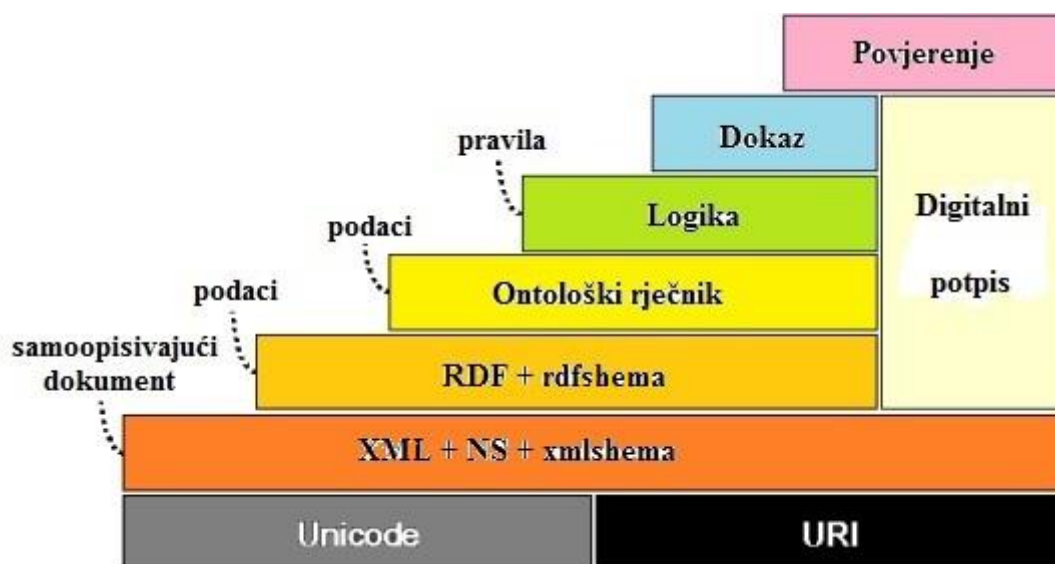 Povjerenje
Dokaz
pravila
Logika
Digitalni
potpis
podaci
Ontološki rječnik
podaci
RDF + rdfshema
samoopisivajući
dokument
XML + NS + xmlshema
Unicode
URI